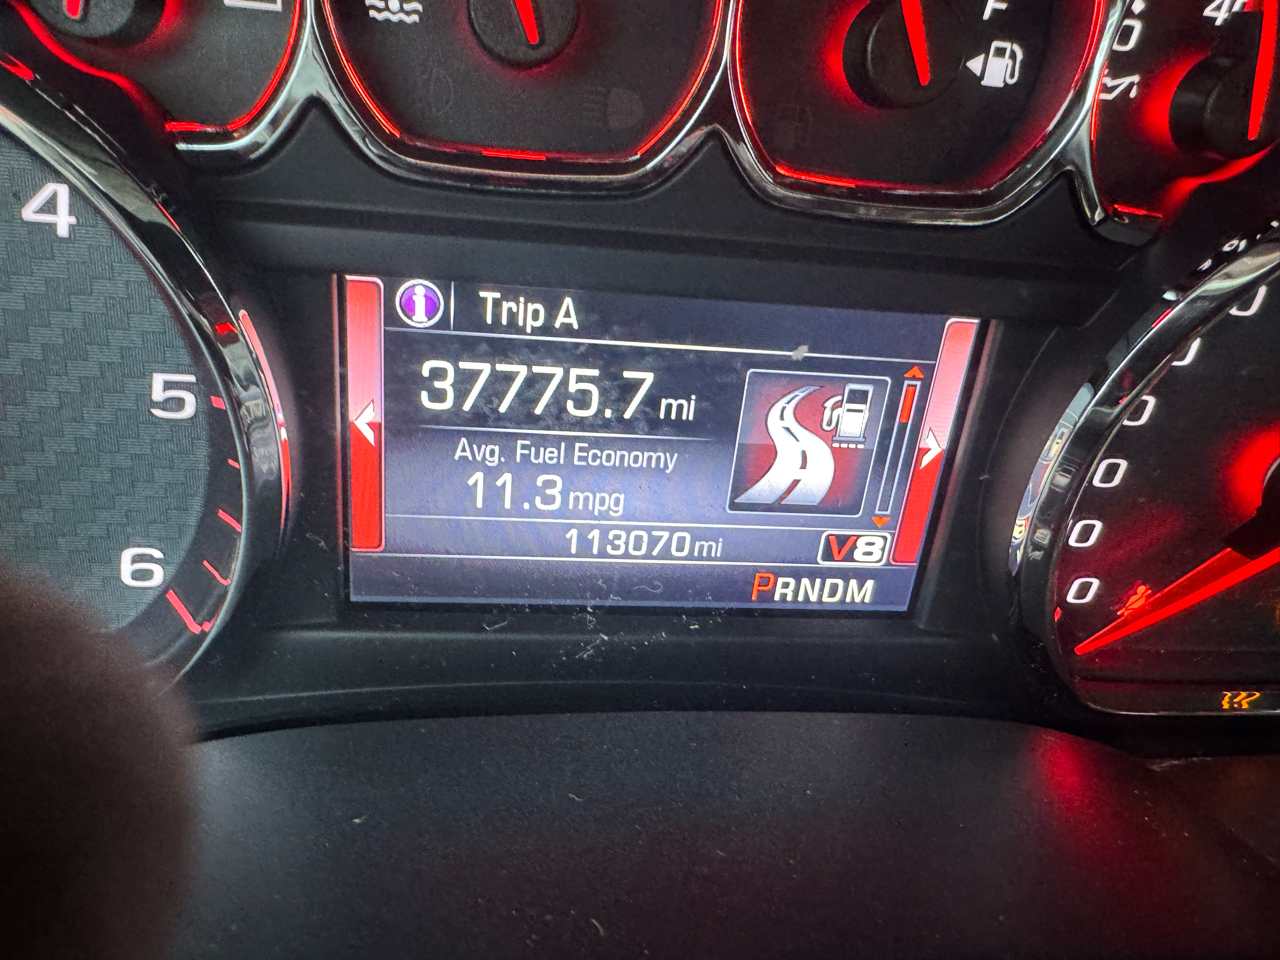 F
4
Trip A
37775.7 mi
Avg. Fuel Economy
11.3 mpg
113070 mi
V8
PRNDM
5
6